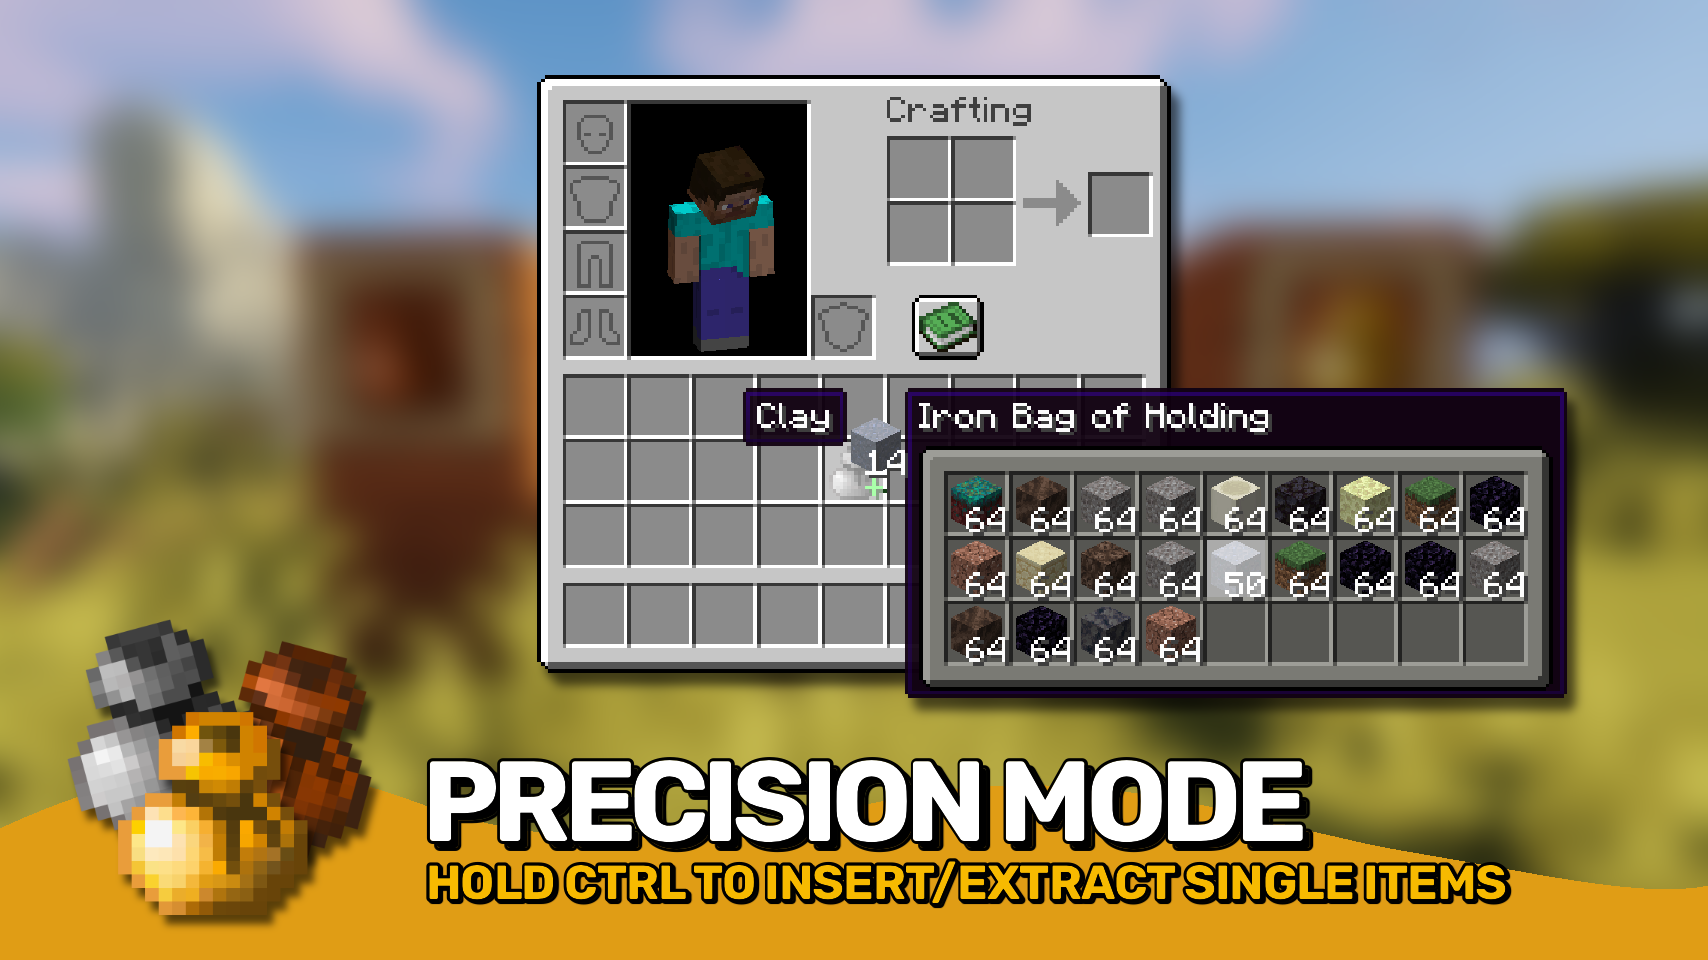 Crafting
Clay
Iron Bag of Holding
14
64 64 64 64 64 64 64 64 64
64 64 64 64 50 64 64 64 64
64 64 64 64
PRECISION MODE
HOLD CTRL TO INSERT/EXTRACT SINGLE ITEMS